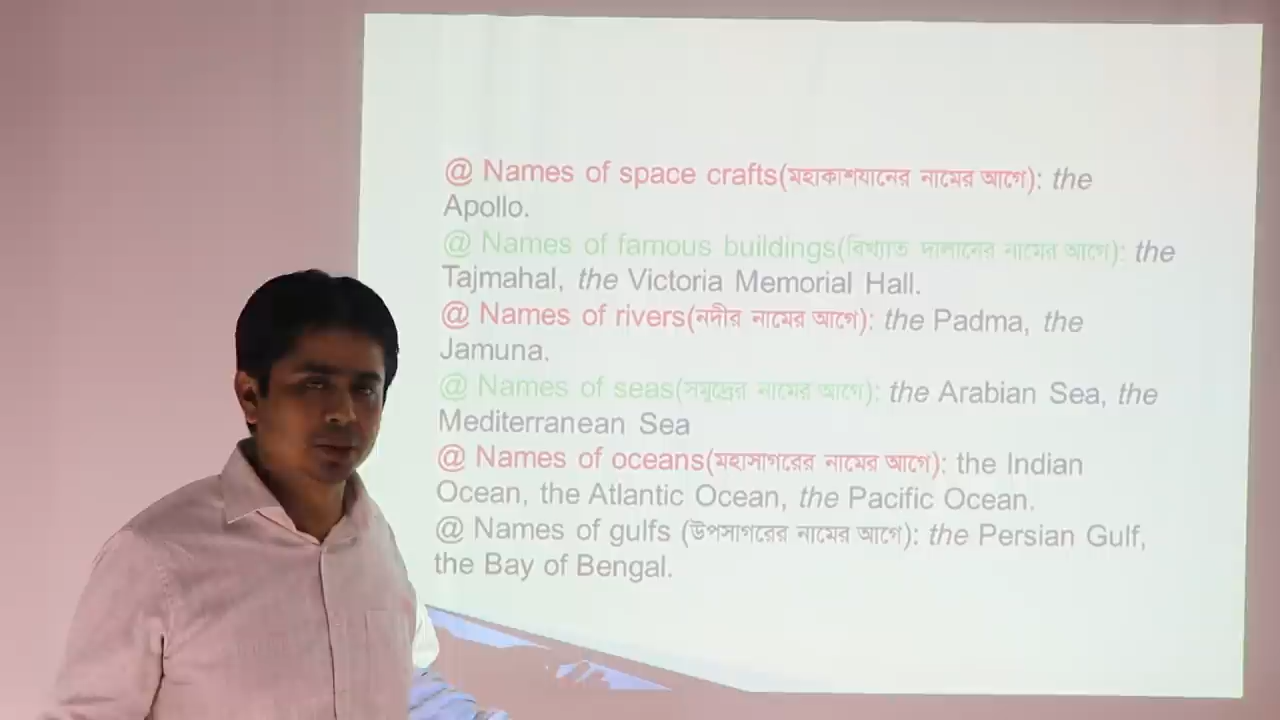 @ Names of space crafts(মহাকাশযানের নামের আগে): the
Apollo.
@ Names of famous buildings(বিখ্যাত দালানের নামের আগে): the
Tajmahal, the Victoria Memorial Hall.
@ Names of rivers(নদীর নামের আগে): the Padma, the
Jamuna.
@ Names of seas(সমুদ্রের নামের আগে): the Arabian Sea, the
Mediterranean Sea
@ Names of oceans(মহাসাগরের নামের আগে): the Indian
Ocean, the Atlantic Ocean, the Pacific Ocean.
@ Names of gulfs (উপসাগরের নামের আগে): the Persian Gulf,
the Bay of Bengal.